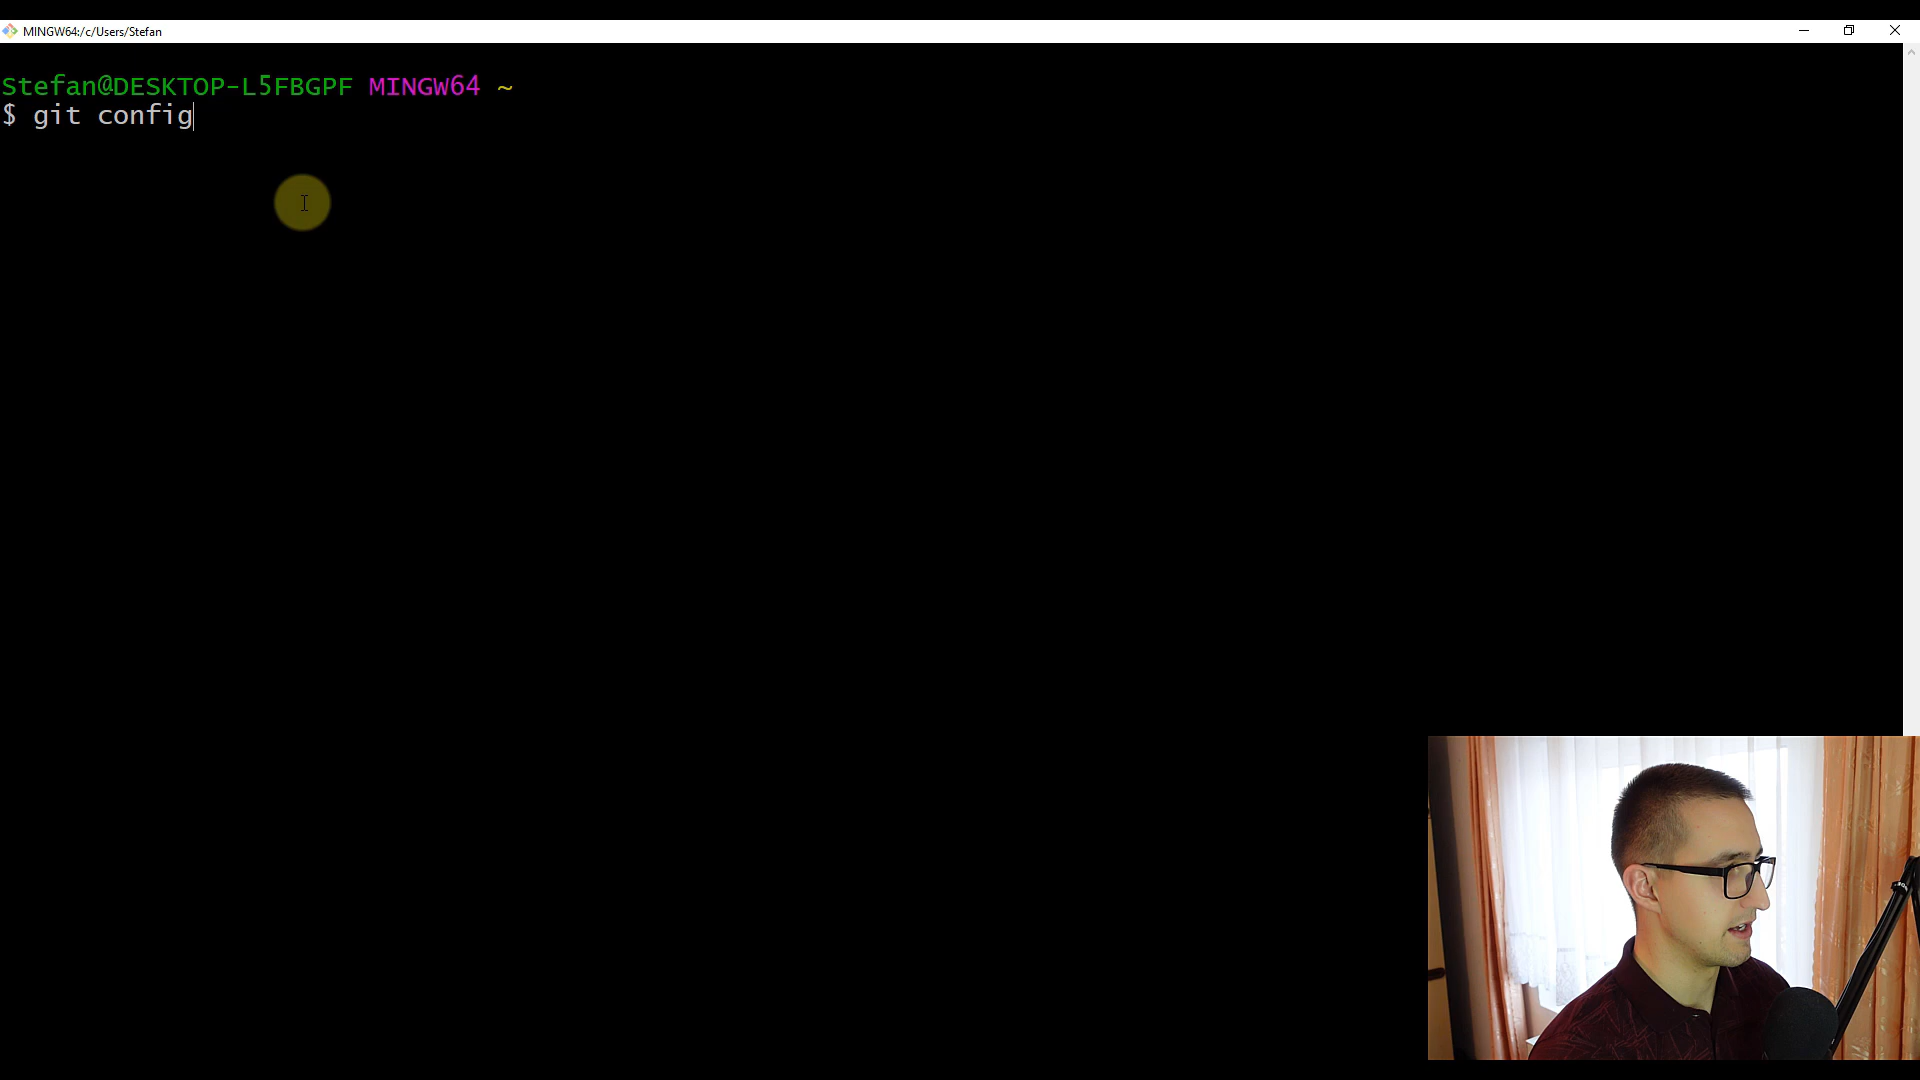 MINGW64:/c/Users/Stefan
Stefan@DESKTOP-L5FBGPF MINGW64 ~
$ git config